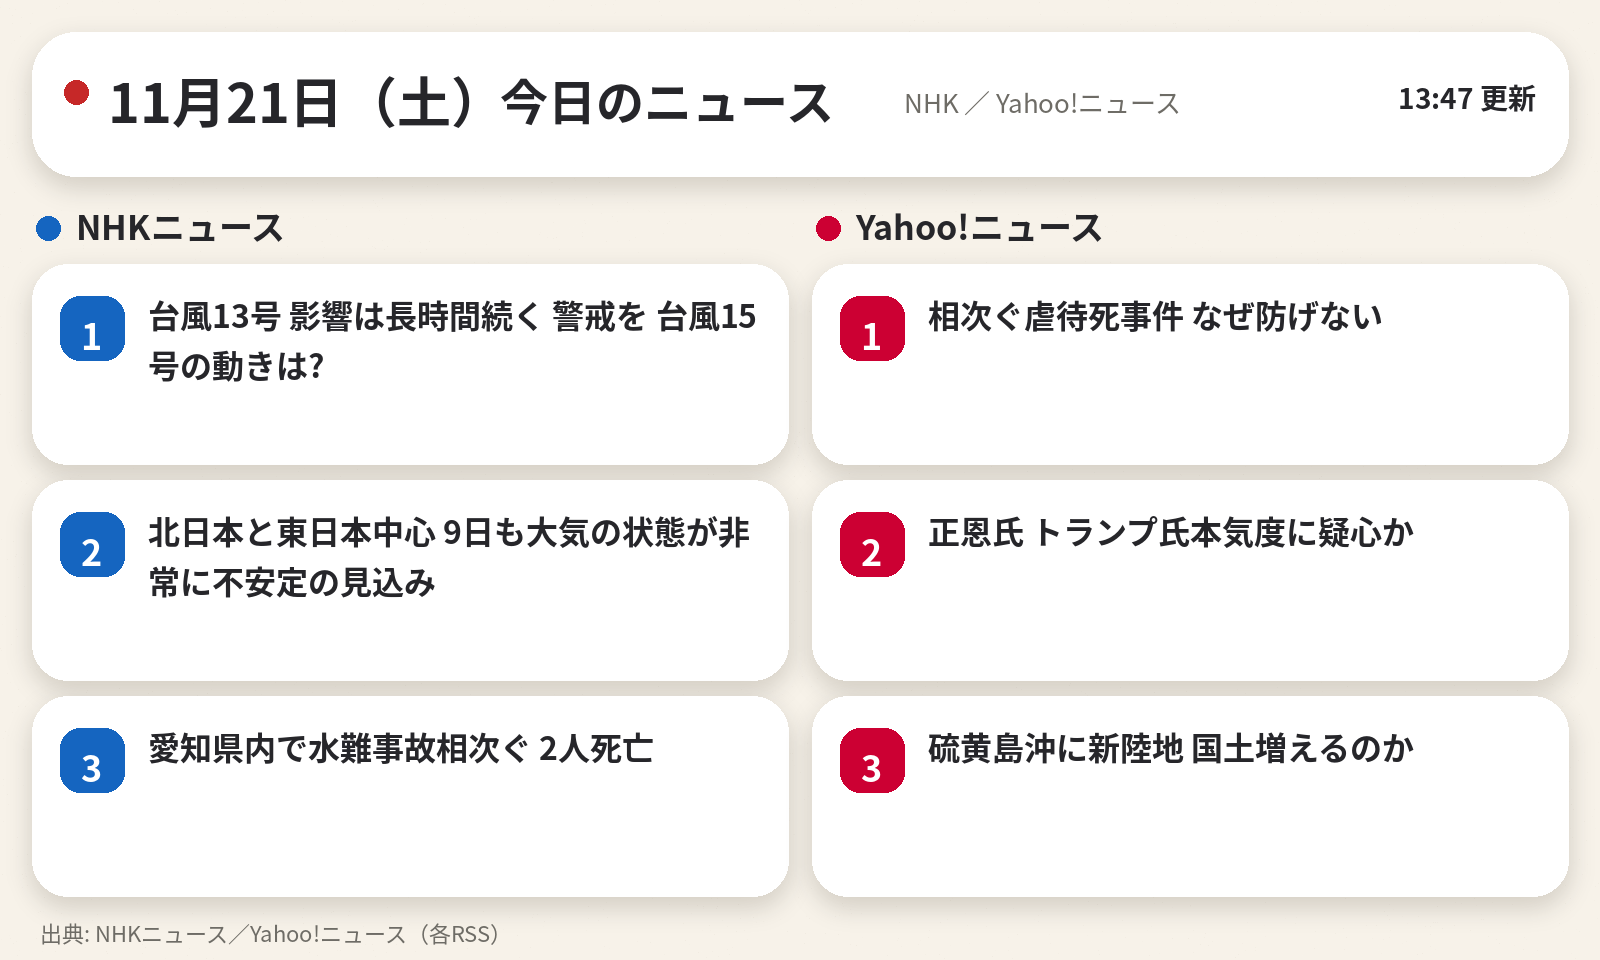 11月21日（土）今日のニュース
NHK ／ Yahoo!ニュース
13:47 更新
NHKニュース
1
台風13号 影響は長時間続く 警戒を 台風15
号の動きは?
2
北日本と東日本中心 9日も大気の状態が非
常に不安定の見込み
3
愛知県内で水難事故相次ぐ 2人死亡
Yahoo!ニュース
1
相次ぐ虐待死事件 なぜ防げない
2
正恩氏 トランプ氏本気度に疑心か
3
硫黄島沖に新陸地 国土増えるのか
出典: NHKニュース／Yahoo!ニュース（各RSS）